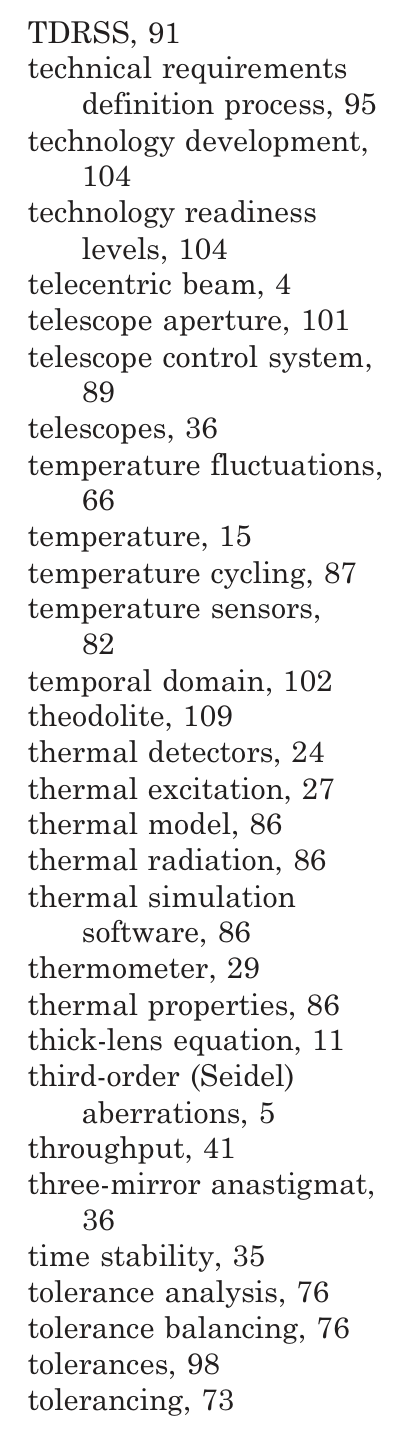 TDRSS, 91
technical requirements
definition process, 95
technology development,
104
technology readiness
levels, 104
telecentric beam, 4
telescope aperture, 101
telescope control system,
89
telescopes, 36
temperature fluctuations,
66
temperature, 15
temperature cycling, 87
temperature sensors,
82
temporal domain, 102
theodolite, 109
thermal detectors, 24
thermal excitation, 27
thermal model, 86
thermal radiation, 86
thermal simulation
software, 86
thermometer, 29
thermal properties, 86
thick-lens equation, 11
third-order (Seidel)
aberrations, 5
throughput, 41
three-mirror anastigmat,
36
time stability, 35
tolerance analysis, 76
tolerance balancing, 76
tolerances, 98
tolerancing, 73